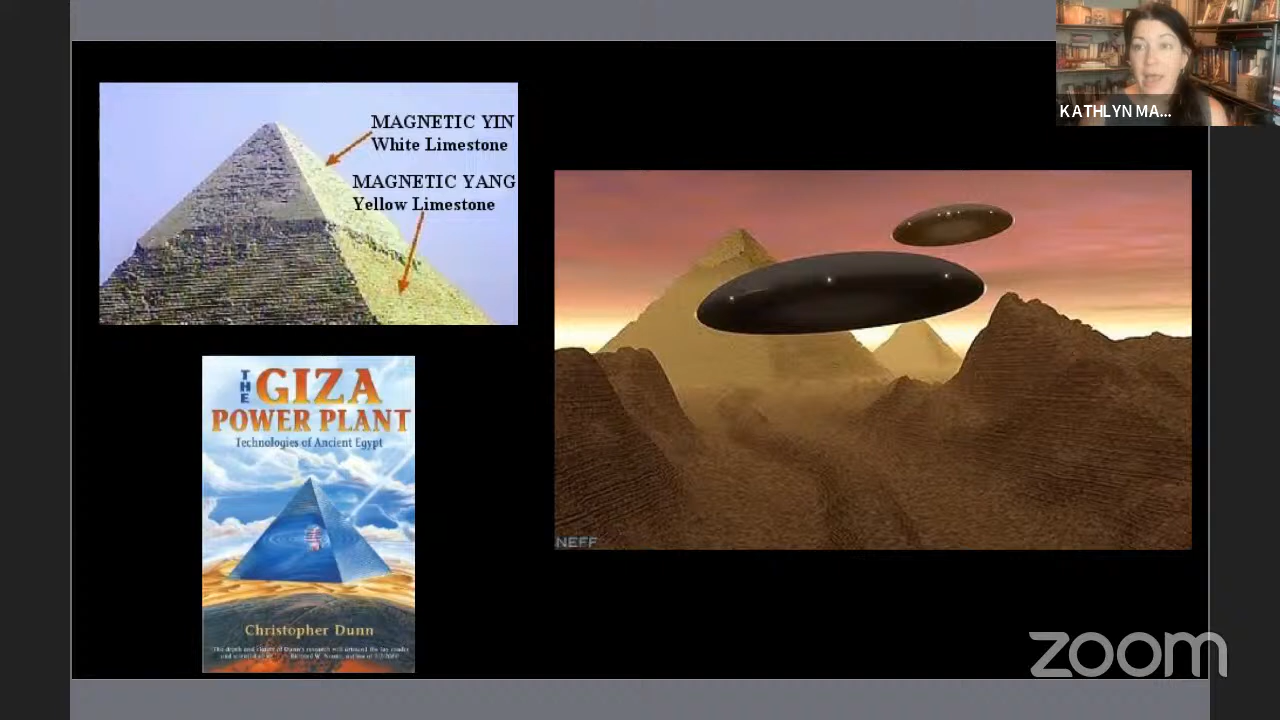 KATHLYN MA...
MAGNETIC YIN
White Limestone
MAGNETIC YANG
Yellow Limestone
THE GIZA
POWER PLANT
Technologies of Ancient Egypt
Christopher Dunn
NEFF
zoom